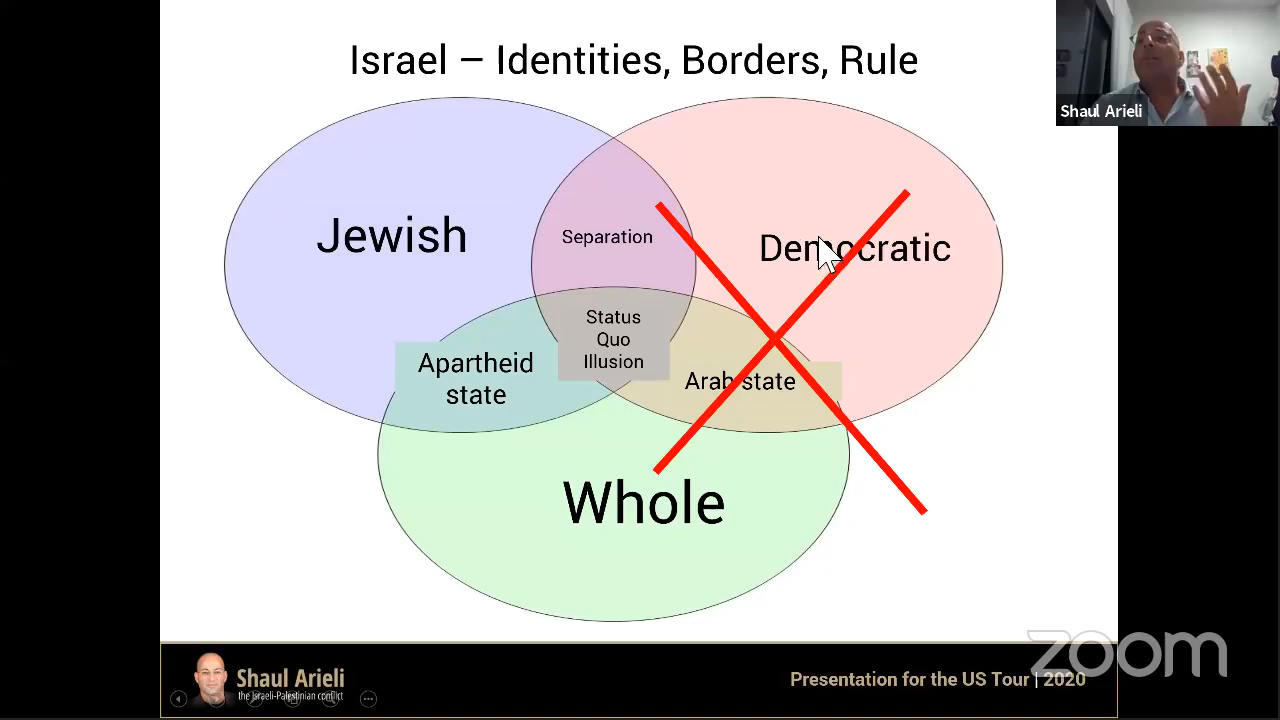 Israel – Identities, Borders, Rule
Shaul Arieli
Jewish
Separation
Democratic
Status
Quo
Illusion
Apartheid
state
Arab state
Whole
zoom
Shaul Arieli
the Israeli-Palestinian conflict
Presentation for the US Tour | 2020